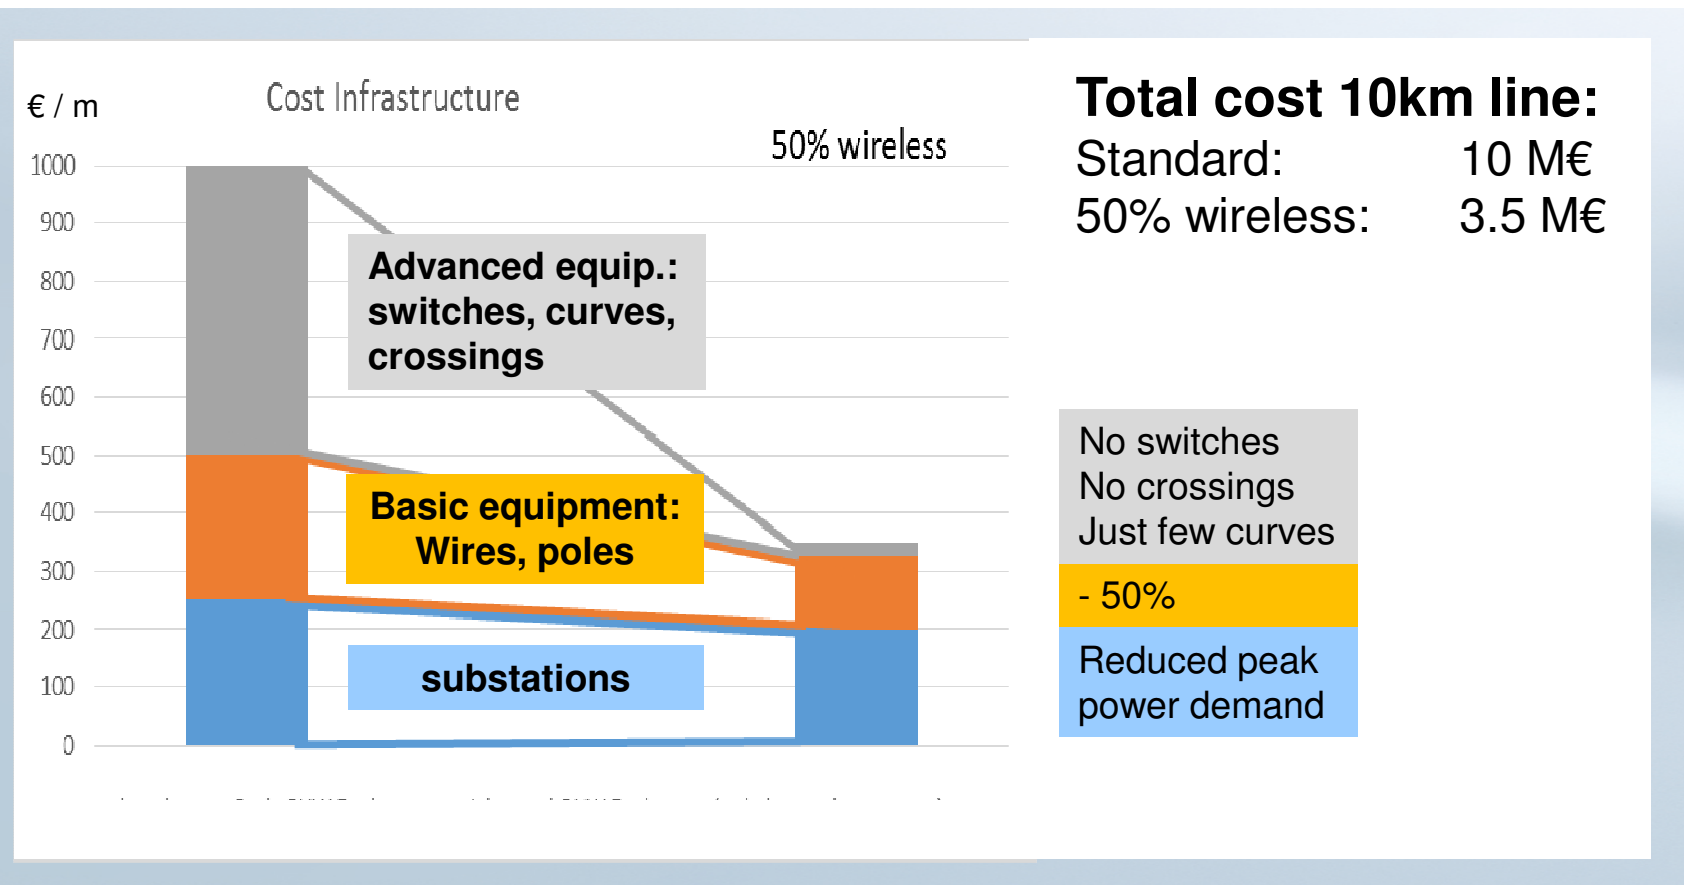 € / m
Cost Infrastructure
50% wireless
1000
900
800
700
600
500
400
300
200
100
0
Advanced equip.:
switches, curves,
crossings
Basic equipment:
Wires, poles
substations
Total cost 10km line:
Standard: 10 M€
50% wireless: 3.5 M€
No switches
No crossings
Just few curves
- 50%
Reduced peak
power demand